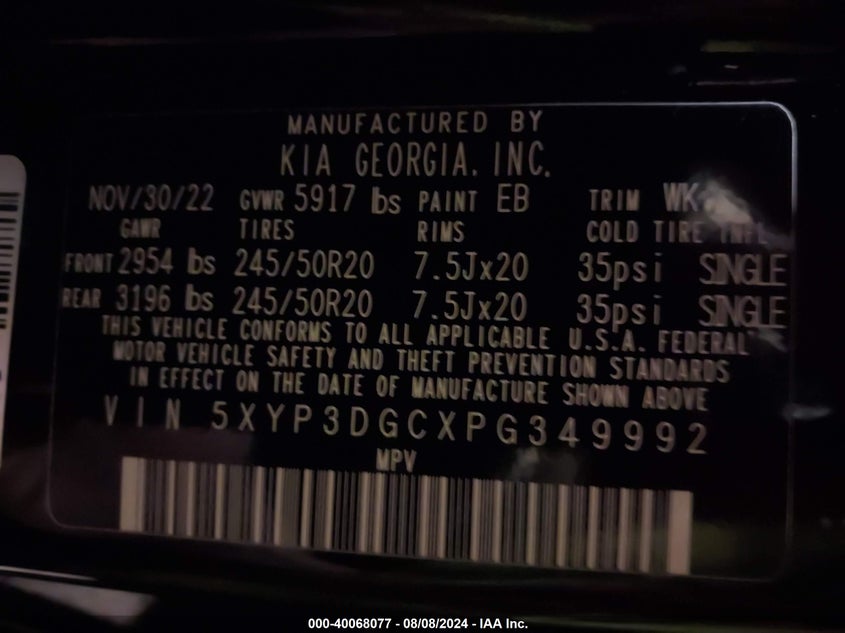 MANUFACTURED BY
KIA GEORGIA, INC.
NOV/30/22 GVWR 5917 lbs PAINT EB TRIM WK
GAWR TIRES RIMS COLD TIRE INFL
FRONT 2954 lbs 245/50R20 7.5Jx20 35psi SINGLE
REAR 3196 lbs 245/50R20 7.5Jx20 35psi SINGLE
THIS VEHICLE CONFORMS TO ALL APPLICABLE U.S.A. FEDERAL
MOTOR VEHICLE SAFETY AND THEFT PREVENTION STANDARDS
IN EFFECT ON THE DATE OF MANUFACTURE SHOWN ABOVE
VIN 5XYP3DGCXPG349992
MPV
000-40068077 - 08/08/2024 - IAA Inc.